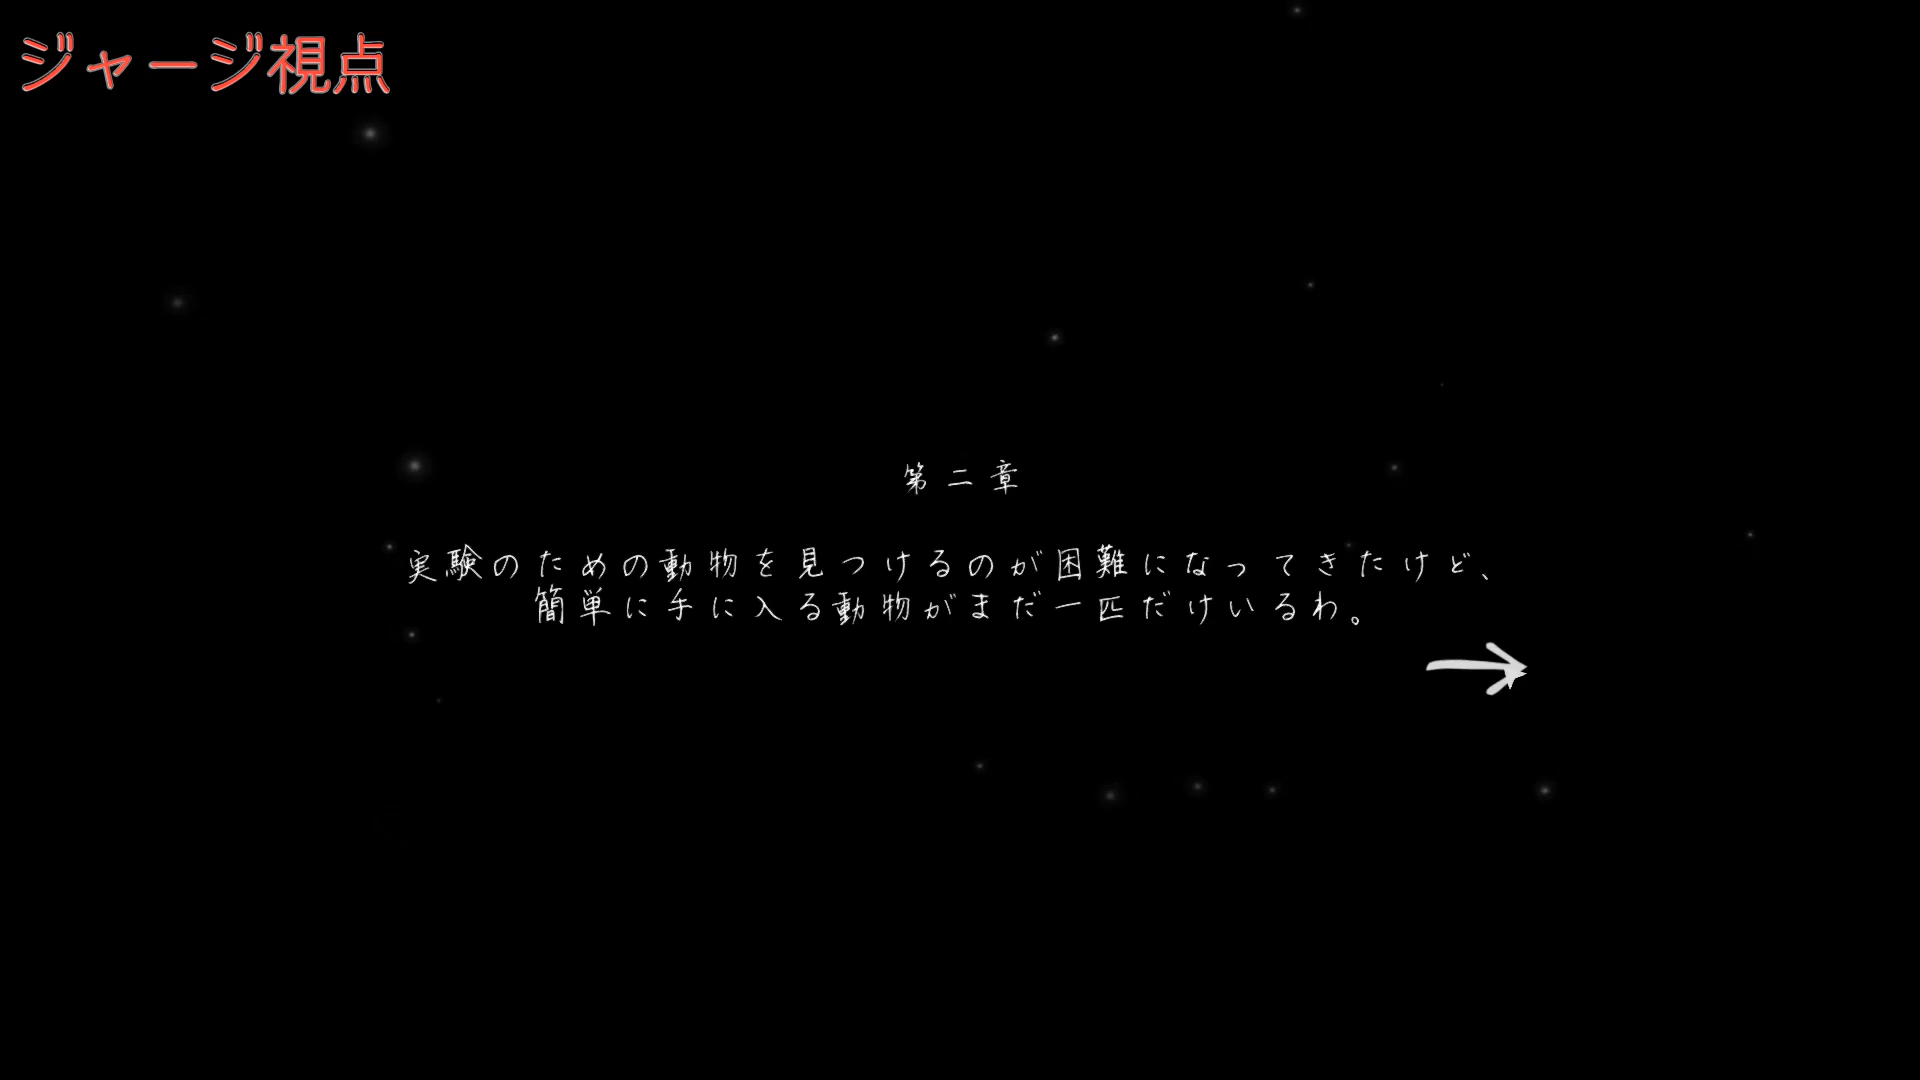 ジャージ視点
第二章
実験のための動物を見つけるのが困難になってきたけど、
簡単に手に入る動物がまだ一匹だけいるわ。